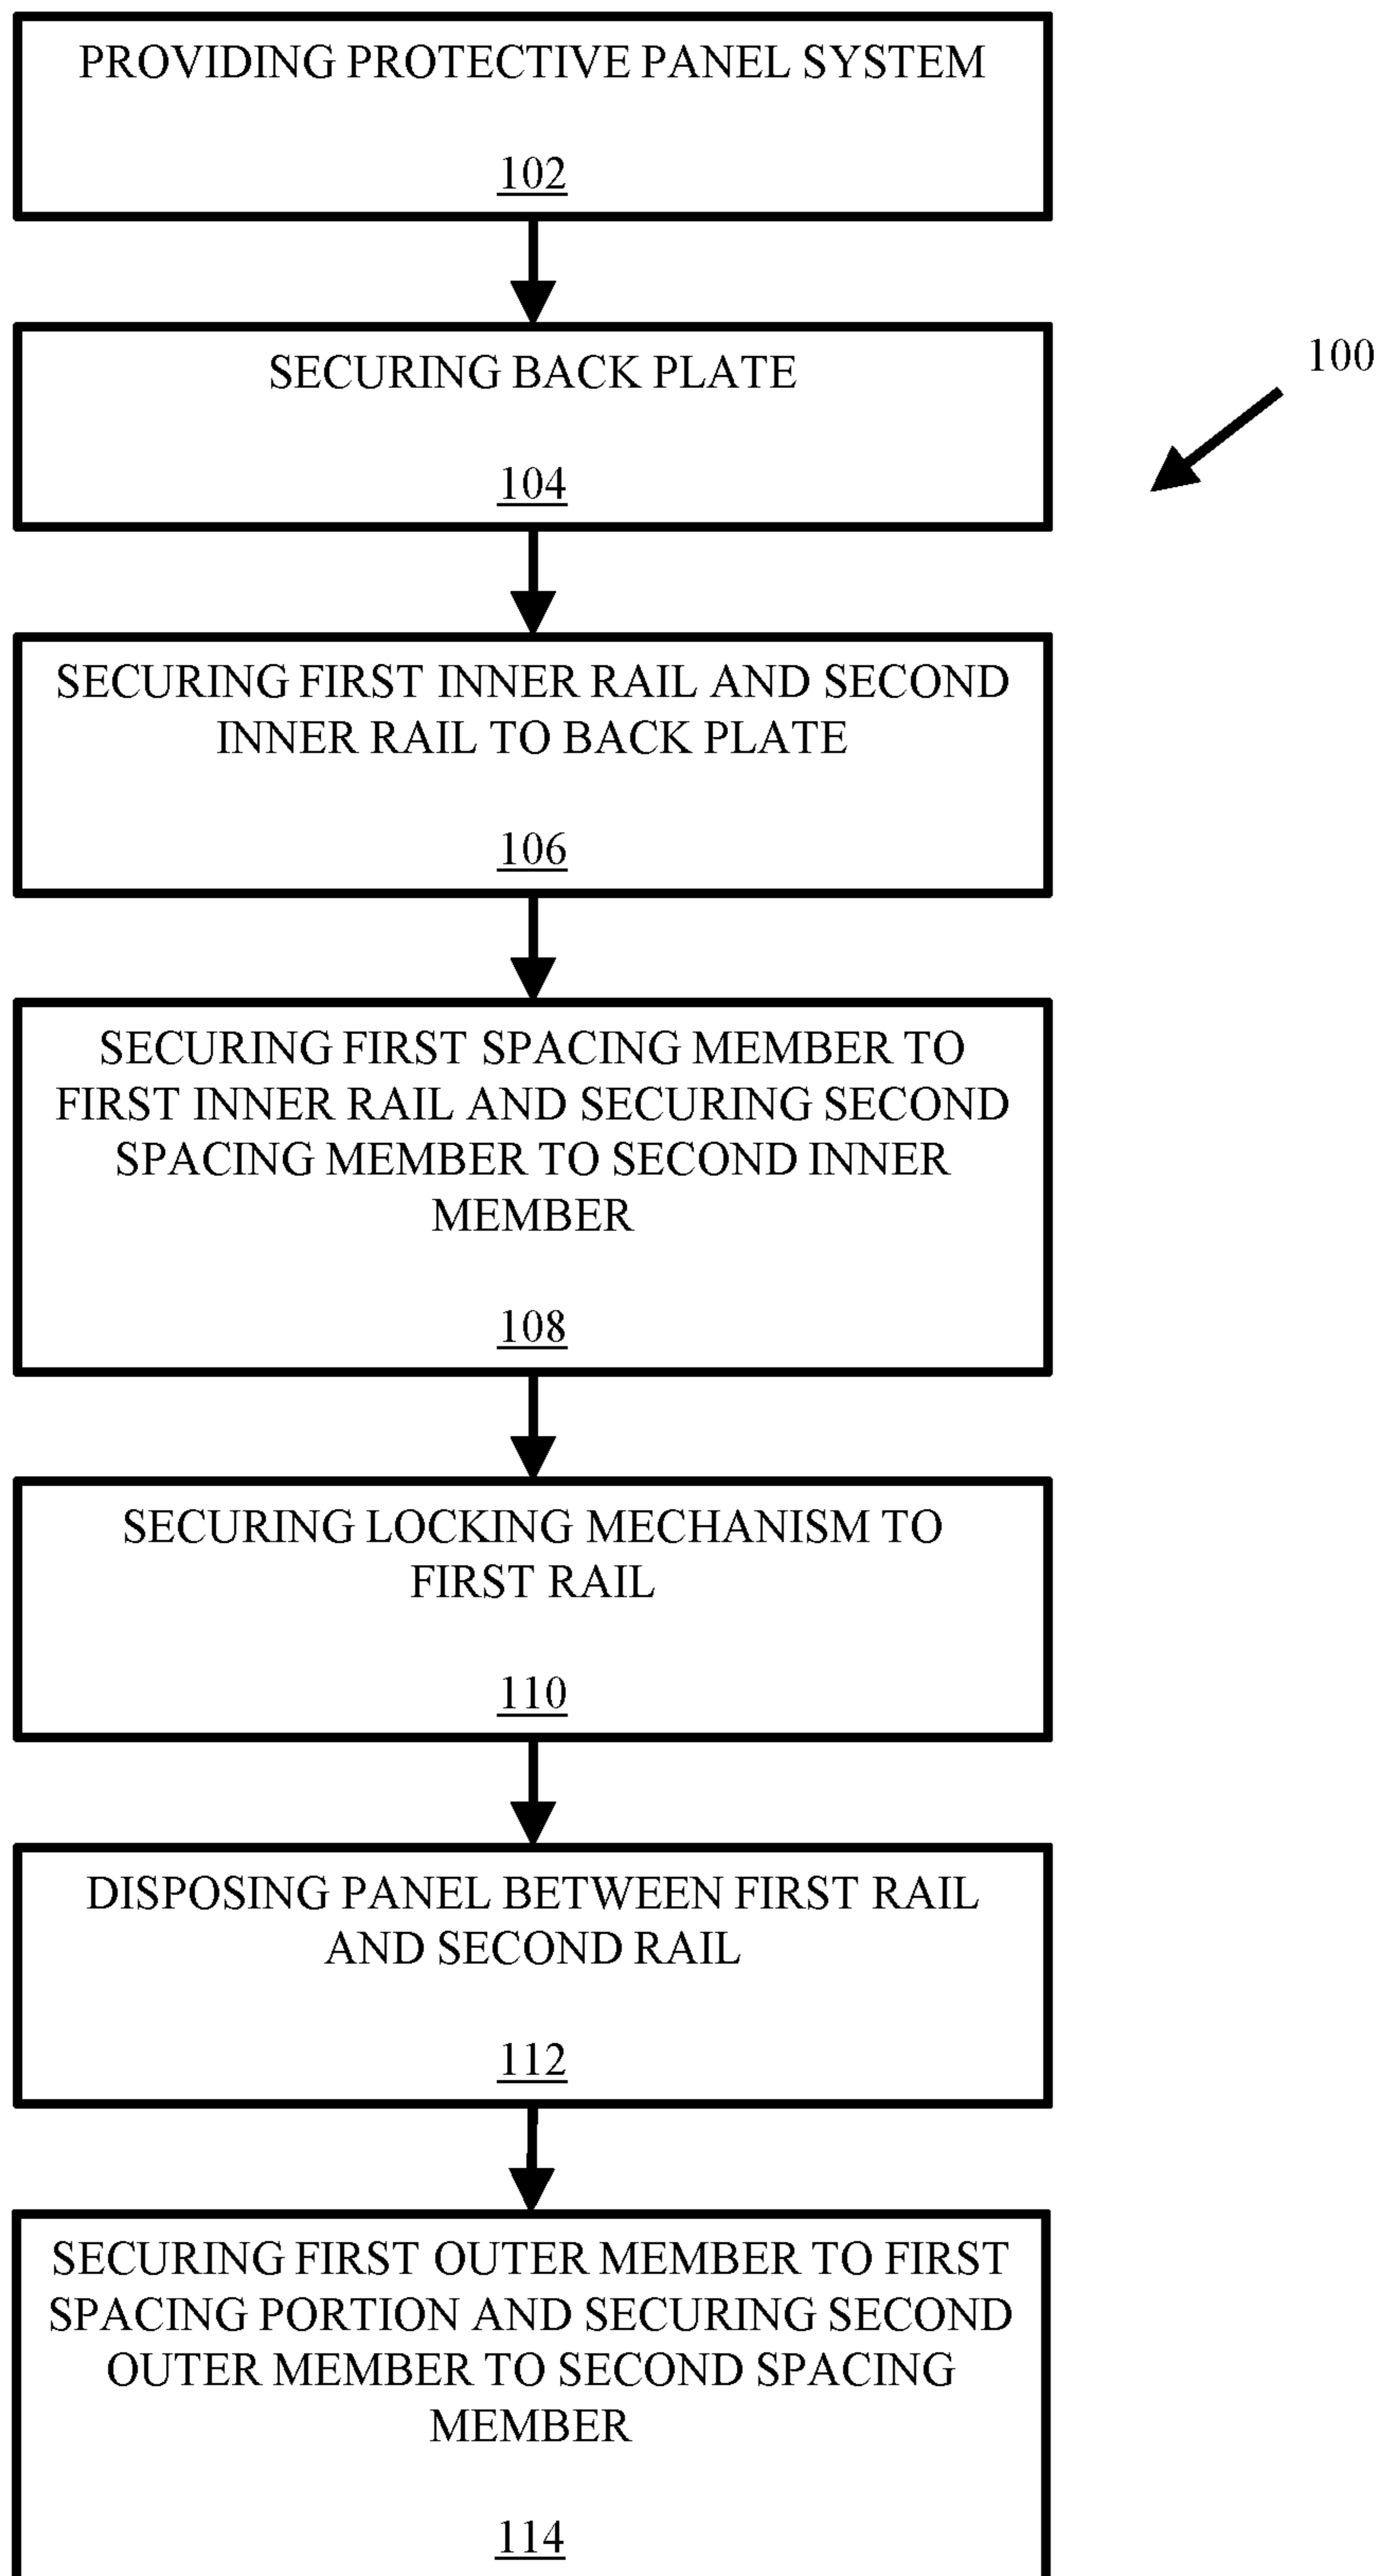 PROVIDING PROTECTIVE PANEL SYSTEM
102
SECURING BACK PLATE
104
100
SECURING FIRST INNER RAIL AND SECOND
INNER RAIL TO BACK PLATE
106
SECURING FIRST SPACING MEMBER TO
FIRST INNER RAIL AND SECURING SECOND
SPACING MEMBER TO SECOND INNER
MEMBER
108
SECURING LOCKING MECHANISM TO
FIRST RAIL
110
DISPOSING PANEL BETWEEN FIRST RAIL
AND SECOND RAIL
112
SECURING FIRST OUTER MEMBER TO FIRST
SPACING PORTION AND SECURING SECOND
OUTER MEMBER TO SECOND SPACING
MEMBER
114